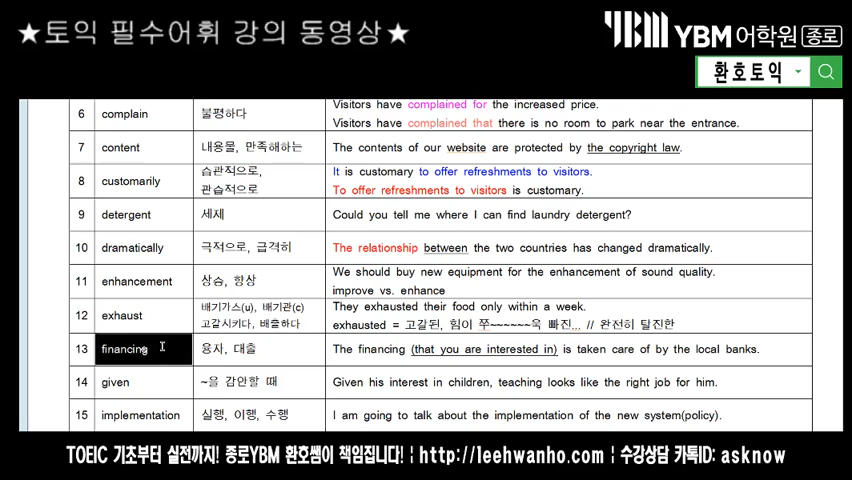 ★토익 필수어휘 강의 동영상★
YBM YBM어학원 종로
환호토익
6 complain 불평하다 Visitors have complained for the increased price.
Visitors have complained that there is no room to park near the entrance.
7 content 내용물, 만족해하는 The contents of our website are protected by the copyright law.
8 customarily 습관적으로, It is customary to offer refreshments to visitors.
관습적으로 To offer refreshments to visitors is customary.
9 detergent 세제 Could you tell me where I can find laundry detergent?
10 dramatically 극적으로, 급격히 The relationship between the two countries has changed dramatically.
11 enhancement 상승, 향상 We should buy new equipment for the enhancement of sound quality.
improve vs. enhance
12 exhaust 배기가스(u), 배기관(c) They exhausted their food only within a week.
고갈시키다, 배출하다 exhausted = 고갈된, 힘이 쭈~~~~~~욱 빠진... // 완전히 탈진한
13 financing 융자, 대출 The financing (that you are interested in) is taken care of by the local banks.
14 given ~을 감안할 때 Given his interest in children, teaching looks like the right job for him.
15 implementation 실행, 이행, 수행 I am going to talk about the implementation of the new system(policy).
TOEIC 기초부터 실전까지! 종로YBM 환호쌤이 책임집니다! ¦ http://leehwanho.com ¦ 수강상담 카톡ID: asknow